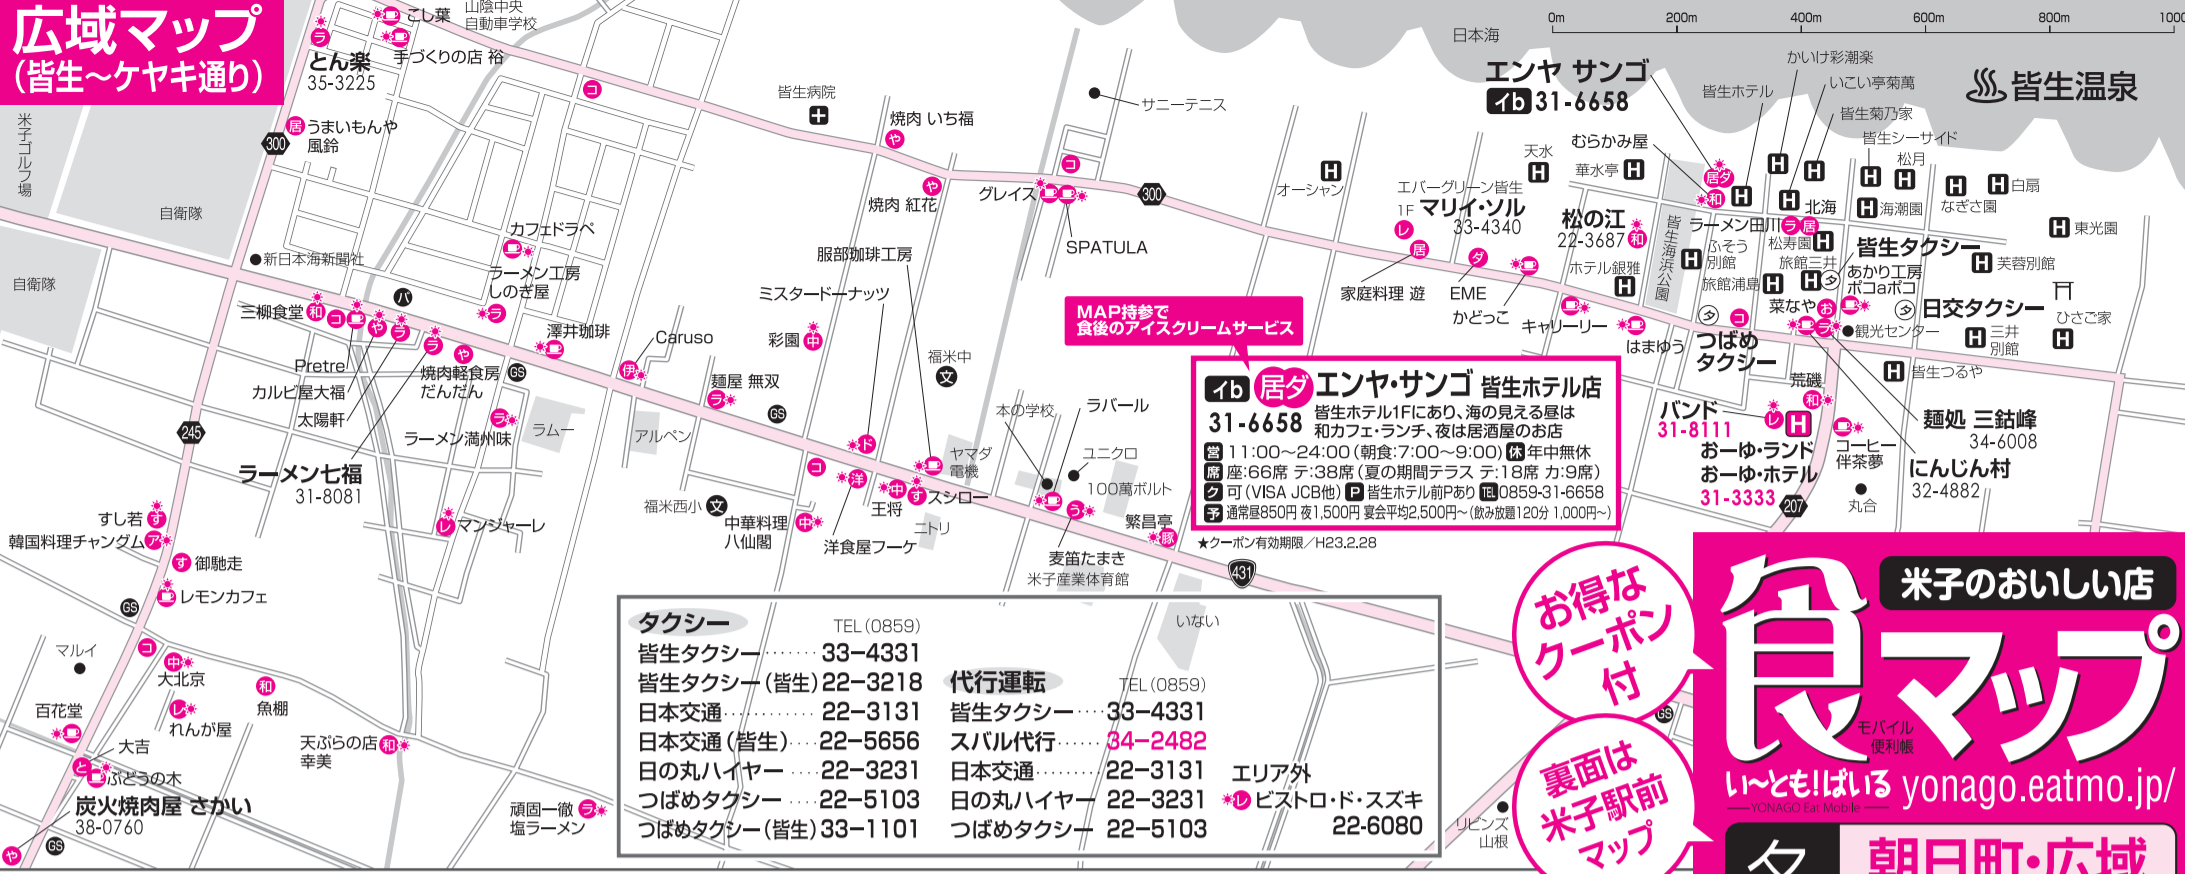 広域マップ
(皆生～ケヤキ通り)
こし葉
山陰中央
自動車学校
手づくりの店 裕
とん楽
35-3225
うまいもんや
風鈴
300
米子ゴルフ場
自衛隊
自衛隊
新日本海新聞社
皆生病院
焼肉 いち福
焼肉 紅花
サニーテニス
グレイス
SPATULA
300
カフェドラペ
ラーメン工房
しのぎ屋
三柳食堂
Pretre
カルビ屋大福
太陽軒
焼肉軽食房
だんだん
澤井珈琲
ラーメン満州味
ラムー
ラーメン七福
31-8081
245
Caruso
アルペン
麺屋 無双
彩園
ミスタードーナッツ
服部珈琲工房
福米中
福米西小
中華料理
八仙閣
洋食屋フーケ
王将
スシロー
ニトリ
ヤマダ
電機
本の学校
ラバール
ユニクロ
100萬ボルト
麦笛たまき
米子産業体育館
繁昌亭
431
いない
すし若
韓国料理チャングム
御馳走
レモンカフェ
マンジャーレ
マルイ
大北京
百花堂
れんが屋
魚棚
大吉
ぶどうの木
炭火焼肉屋 さかい
38-0760
天ぷらの店
幸美
頑固一徹
塩ラーメン
日本海
0m 200m 400m 600m 800m 1000
エンヤ サンゴ
イb 31-6658
皆生ホテル
かいけ彩潮楽
いこい亭菊萬
皆生菊乃家
皆生シーサイド
松月
皆生温泉
むらかみ屋
天水
華水亭
オーシャン
エバーグリーン皆生
1F マリイ・ソル
33-4340
松の江
22-3687
皆生海浜公園
ラーメン田川
北海
松寿園
海潮園
なぎさ園
白扇
東光園
ふそう
別館
旅館三井
旅館浦島
皆生タクシー
あかり工房
ポコaポコ
芙蓉別館
日交タクシー
ひさご家
菜なや
観光センター
三井
別館
皆生つるや
家庭料理 遊
EME
かどっこ
ホテル銀雅
キャリーリー
はまゆう
つばめ
タクシー
荒磯
バンド
31-8111
おーゆ・ランド
おーゆ・ホテル
31-3333
コーヒー
伴茶夢
麺処 三鈷峰
34-6008
にんじん村
32-4882
丸合
207
MAP持参で
食後のアイスクリームサービス
イb 居ダ エンヤ・サンゴ 皆生ホテル店
31-6658 皆生ホテル1Fにあり、海の見える昼は
和カフェ・ランチ、夜は居酒屋のお店
営 11:00～24:00(朝食:7:00～9:00) 休 年中無休
席 座:66席 テ:38席(夏の期間テラス テ:18席 カ:9席)
ク 可(VISA JCB他) P 皆生ホテル前Pあり TEL 0859-31-6658
予 通常昼850円 夜1,500円 宴会平均2,500円～(飲み放題120分 1,000円～)
★クーポン有効期限／H23.2.28
タクシー TEL(0859)
皆生タクシー……33-4331
皆生タクシー(皆生)22-3218
日本交通…………22-3131
日本交通(皆生)…22-5656
日の丸ハイヤー…22-3231
つばめタクシー…22-5103
つばめタクシー(皆生)33-1101
代行運転 TEL(0859)
皆生タクシー…33-4331
スバル代行……34-2482
日本交通………22-3131
日の丸ハイヤー 22-3231
つばめタクシー 22-5103
エリア外
レ ビストロ・ド・スズキ
22-6080
リビンズ
山根
お得な
クーポン
付
裏面は
米子駅前
マップ
米子のおいしい店
食マップ
モバイル
便利帳
い～とも!ばいる yonago.eatmo.jp/
YONAGO Eat Mobile
タ 朝日町・広域